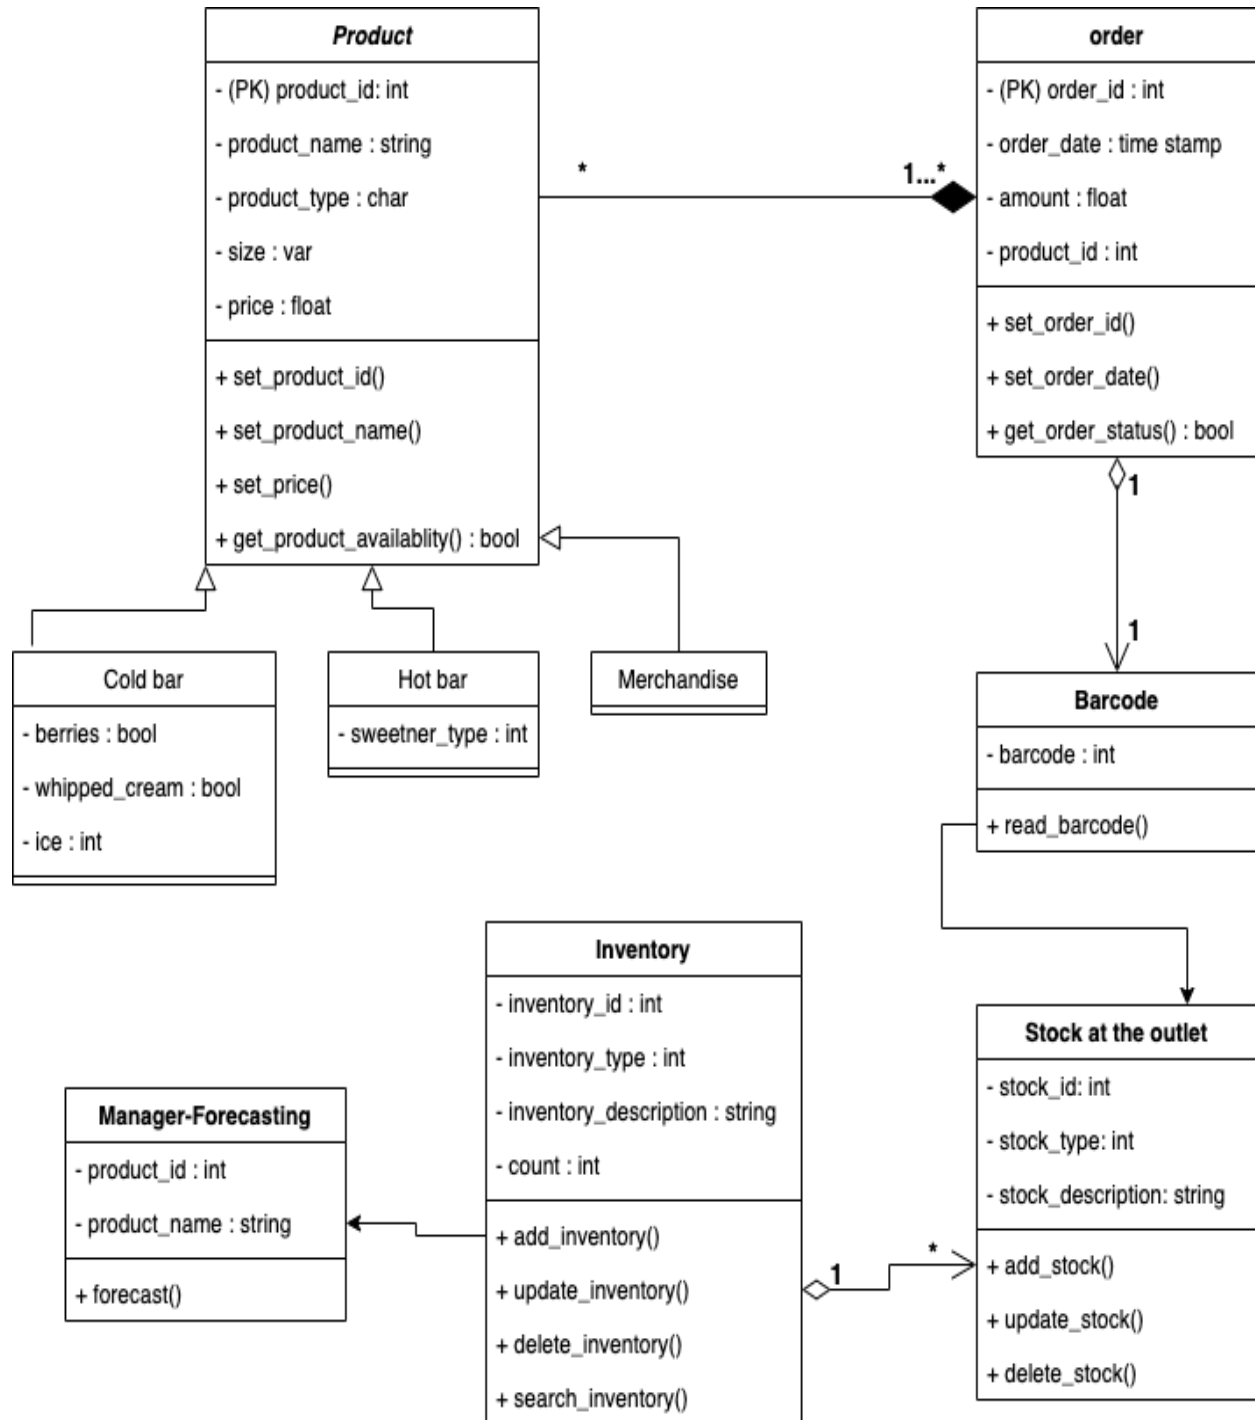 Product
- (PK) product_id: int
- product_name : string
- product_type : char
- size : var
- price : float
+ set_product_id()
+ set_product_name()
+ set_price()
+ get_product_availablity() : bool
*
1...*
order
- (PK) order_id : int
- order_date : time stamp
- amount : float
- product_id : int
+ set_order_id()
+ set_order_date()
+ get_order_status() : bool
1
1
Cold bar
- berries : bool
- whipped_cream : bool
- ice : int
Hot bar
- sweetner_type : int
Merchandise
Barcode
- barcode : int
+ read_barcode()
Inventory
- inventory_id : int
- inventory_type : int
- inventory_description : string
- count : int
+ add_inventory()
+ update_inventory()
+ delete_inventory()
+ search_inventory()
1
*
Stock at the outlet
- stock_id: int
- stock_type: int
- stock_description: string
+ add_stock()
+ update_stock()
+ delete_stock()
Manager-Forecasting
- product_id : int
- product_name : string
+ forecast()